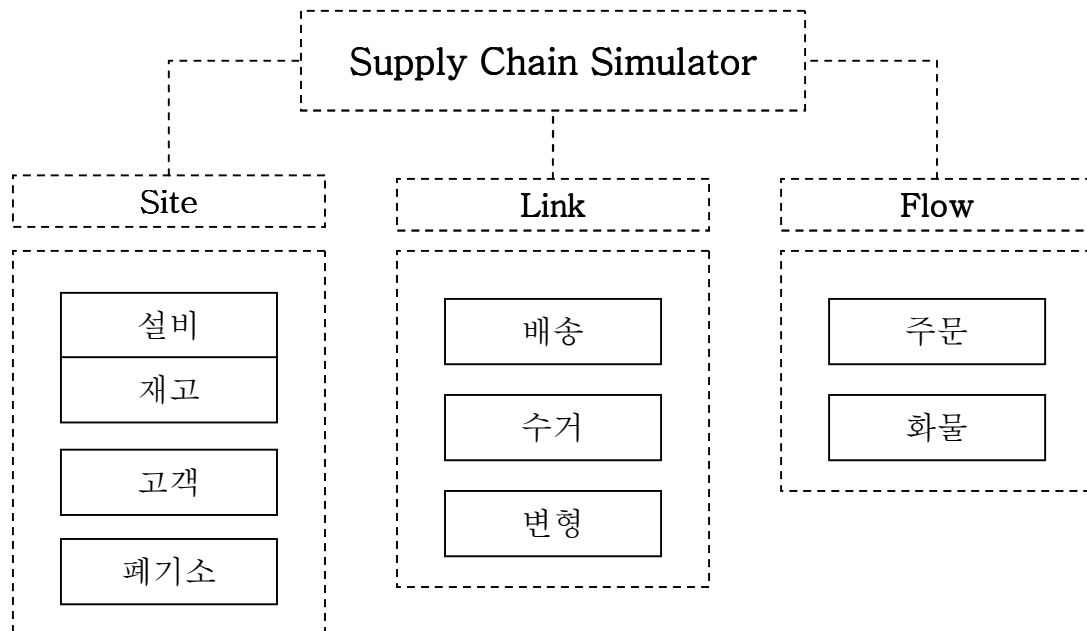 Supply Chain Simulator
Site
설비
재고
고객
폐기소
Link
배송
수거
변형
Flow
주문
화물